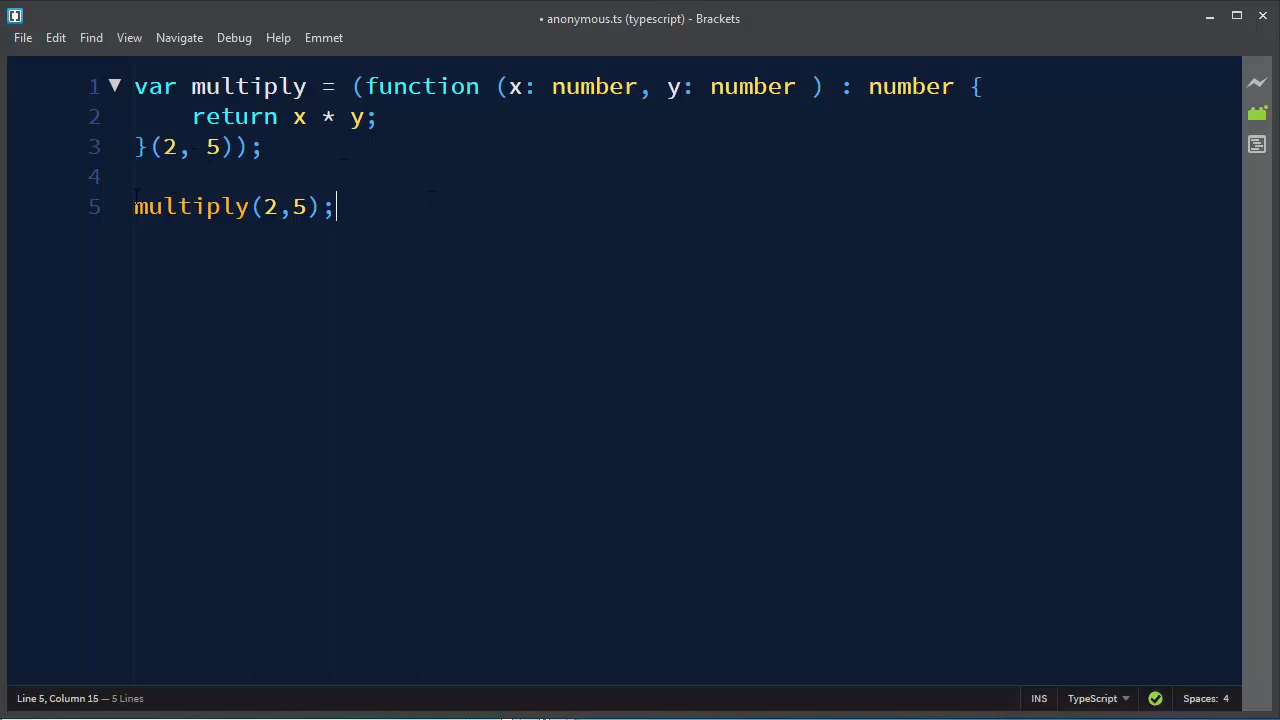 • anonymous.ts (typescript) - Brackets
File Edit Find View Navigate Debug Help Emmet
1 var multiply = (function (x: number, y: number ) : number {
2 return x * y;
3 }(2, 5));
4
5 multiply(2,5);
Line 5, Column 15 — 5 Lines INS TypeScript Spaces: 4